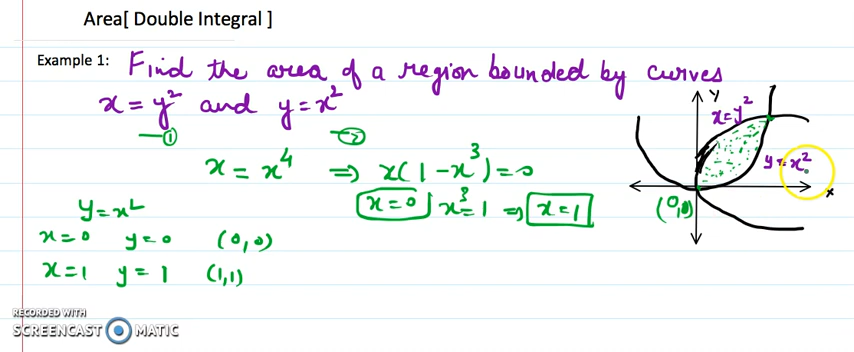 Area[ Double Integral ]
Example 1: Find the area of a region bounded by curves
x = y² and y = x²
① ②
x = x⁴ ⇒ x(1 - x³) = 0
x = 0 x³ = 1 ⇒ x = 1
y = x²
x = 0 y = 0 (0, 0)
x = 1 y = 1 (1, 1)
Y
x = y²
y = x²
x
(0,0)
RECORDED WITH
SCREENCAST MATIC